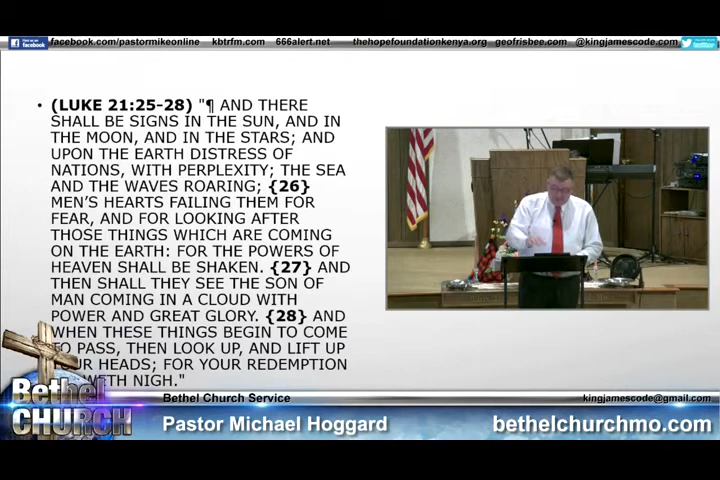 Find us on facebook facebook.com/pastormikeonline kbtrfm.com 666alert.net thehopefoundationkenya.org geofrisbee.com @kingjamescode.com twitter
• (LUKE 21:25-28) "¶ AND THERE
SHALL BE SIGNS IN THE SUN, AND IN
THE MOON, AND IN THE STARS; AND
UPON THE EARTH DISTRESS OF
NATIONS, WITH PERPLEXITY; THE SEA
AND THE WAVES ROARING; {26}
MEN'S HEARTS FAILING THEM FOR
FEAR, AND FOR LOOKING AFTER
THOSE THINGS WHICH ARE COMING
ON THE EARTH: FOR THE POWERS OF
HEAVEN SHALL BE SHAKEN. {27} AND
THEN SHALL THEY SEE THE SON OF
MAN COMING IN A CLOUD WITH
POWER AND GREAT GLORY. {28} AND
WHEN THESE THINGS BEGIN TO COME
TO PASS, THEN LOOK UP, AND LIFT UP
YOUR HEADS; FOR YOUR REDEMPTION
NIGH."
Bethel
CHURCH
Bethel Church Service kingjamescode@gmail.com
Pastor Michael Hoggard bethelchurchmo.com